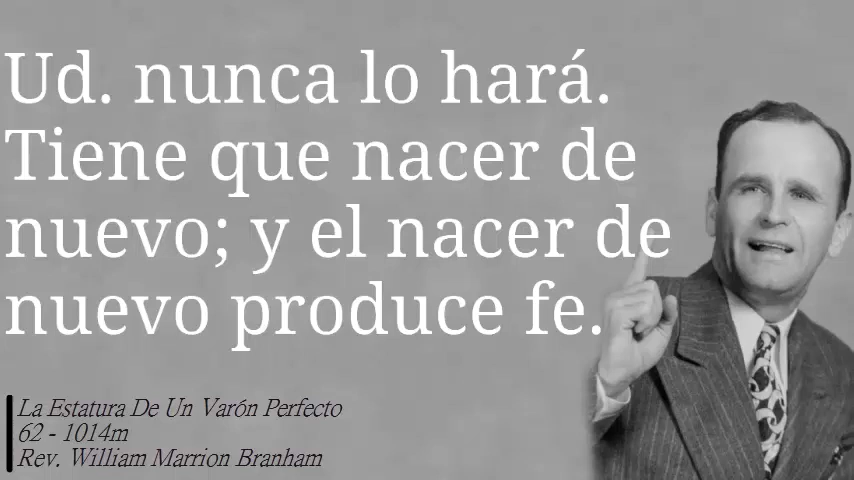 Ud. nunca lo hará.
Tiene que nacer de
nuevo; y el nacer de
nuevo produce fe.
La Estatura De Un Varón Perfecto
62 - 1014m
Rev. William Marrion Branham